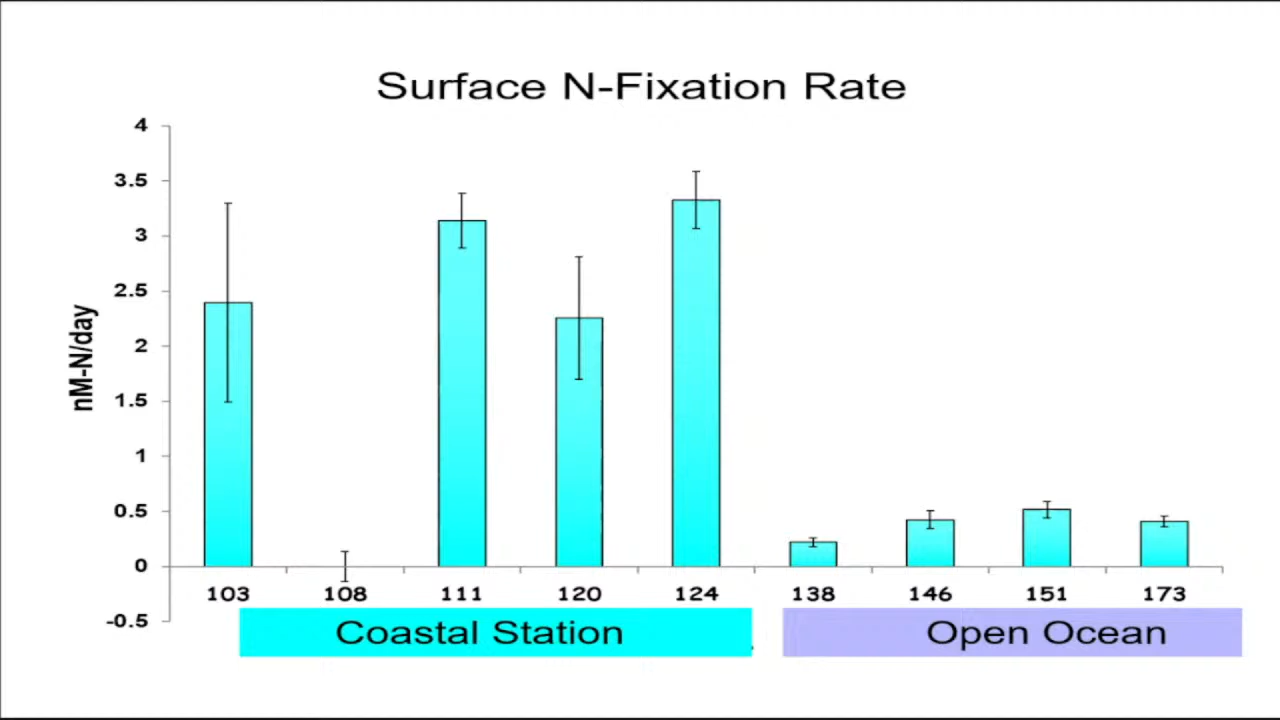 Surface N-Fixation Rate
4
3.5
3
2.5
2
1.5
1
0.5
0
-0.5
nM-N/day
103 108 111 120 124 138 146 151 173
Coastal Station
Open Ocean